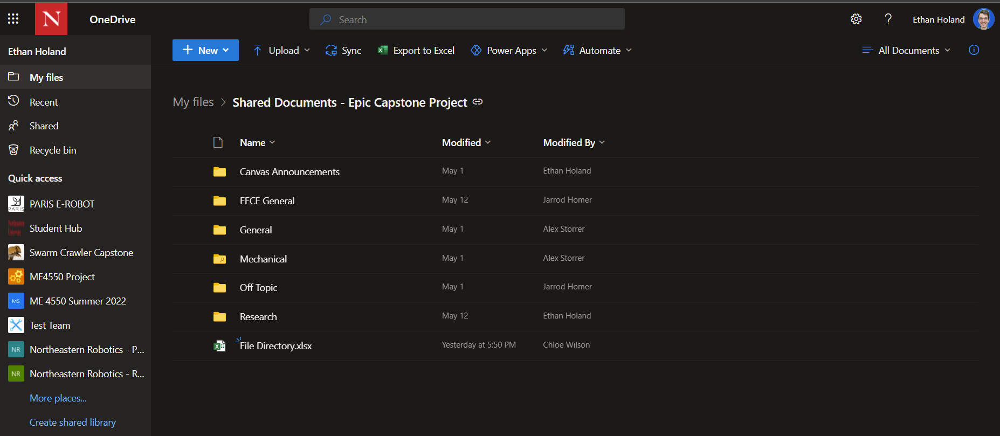 N
OneDrive
Search
?
Ethan Holand
Ethan Holand
My files
Recent
Shared
Recycle bin
Quick access
PARIS
PARIS E-ROBOT
Student Hub
Swarm Crawler Capstone
ME4550 Project
MS
ME 4550 Summer 2022
Test Team
NR
Northeastern Robotics - P...
NR
Northeastern Robotics - R...
More places...
Create shared library
+ New
Upload
Sync
Export to Excel
Power Apps
Automate
All Documents
My files > Shared Documents - Epic Capstone Project
Name Modified Modified By
Canvas Announcements May 1 Ethan Holand
EECE General May 12 Jarrod Homer
General May 1 Alex Storrer
Mechanical May 1 Alex Storrer
Off Topic May 1 Jarrod Homer
Research May 12 Ethan Holand
File Directory.xlsx Yesterday at 5:50 PM Chloe Wilson